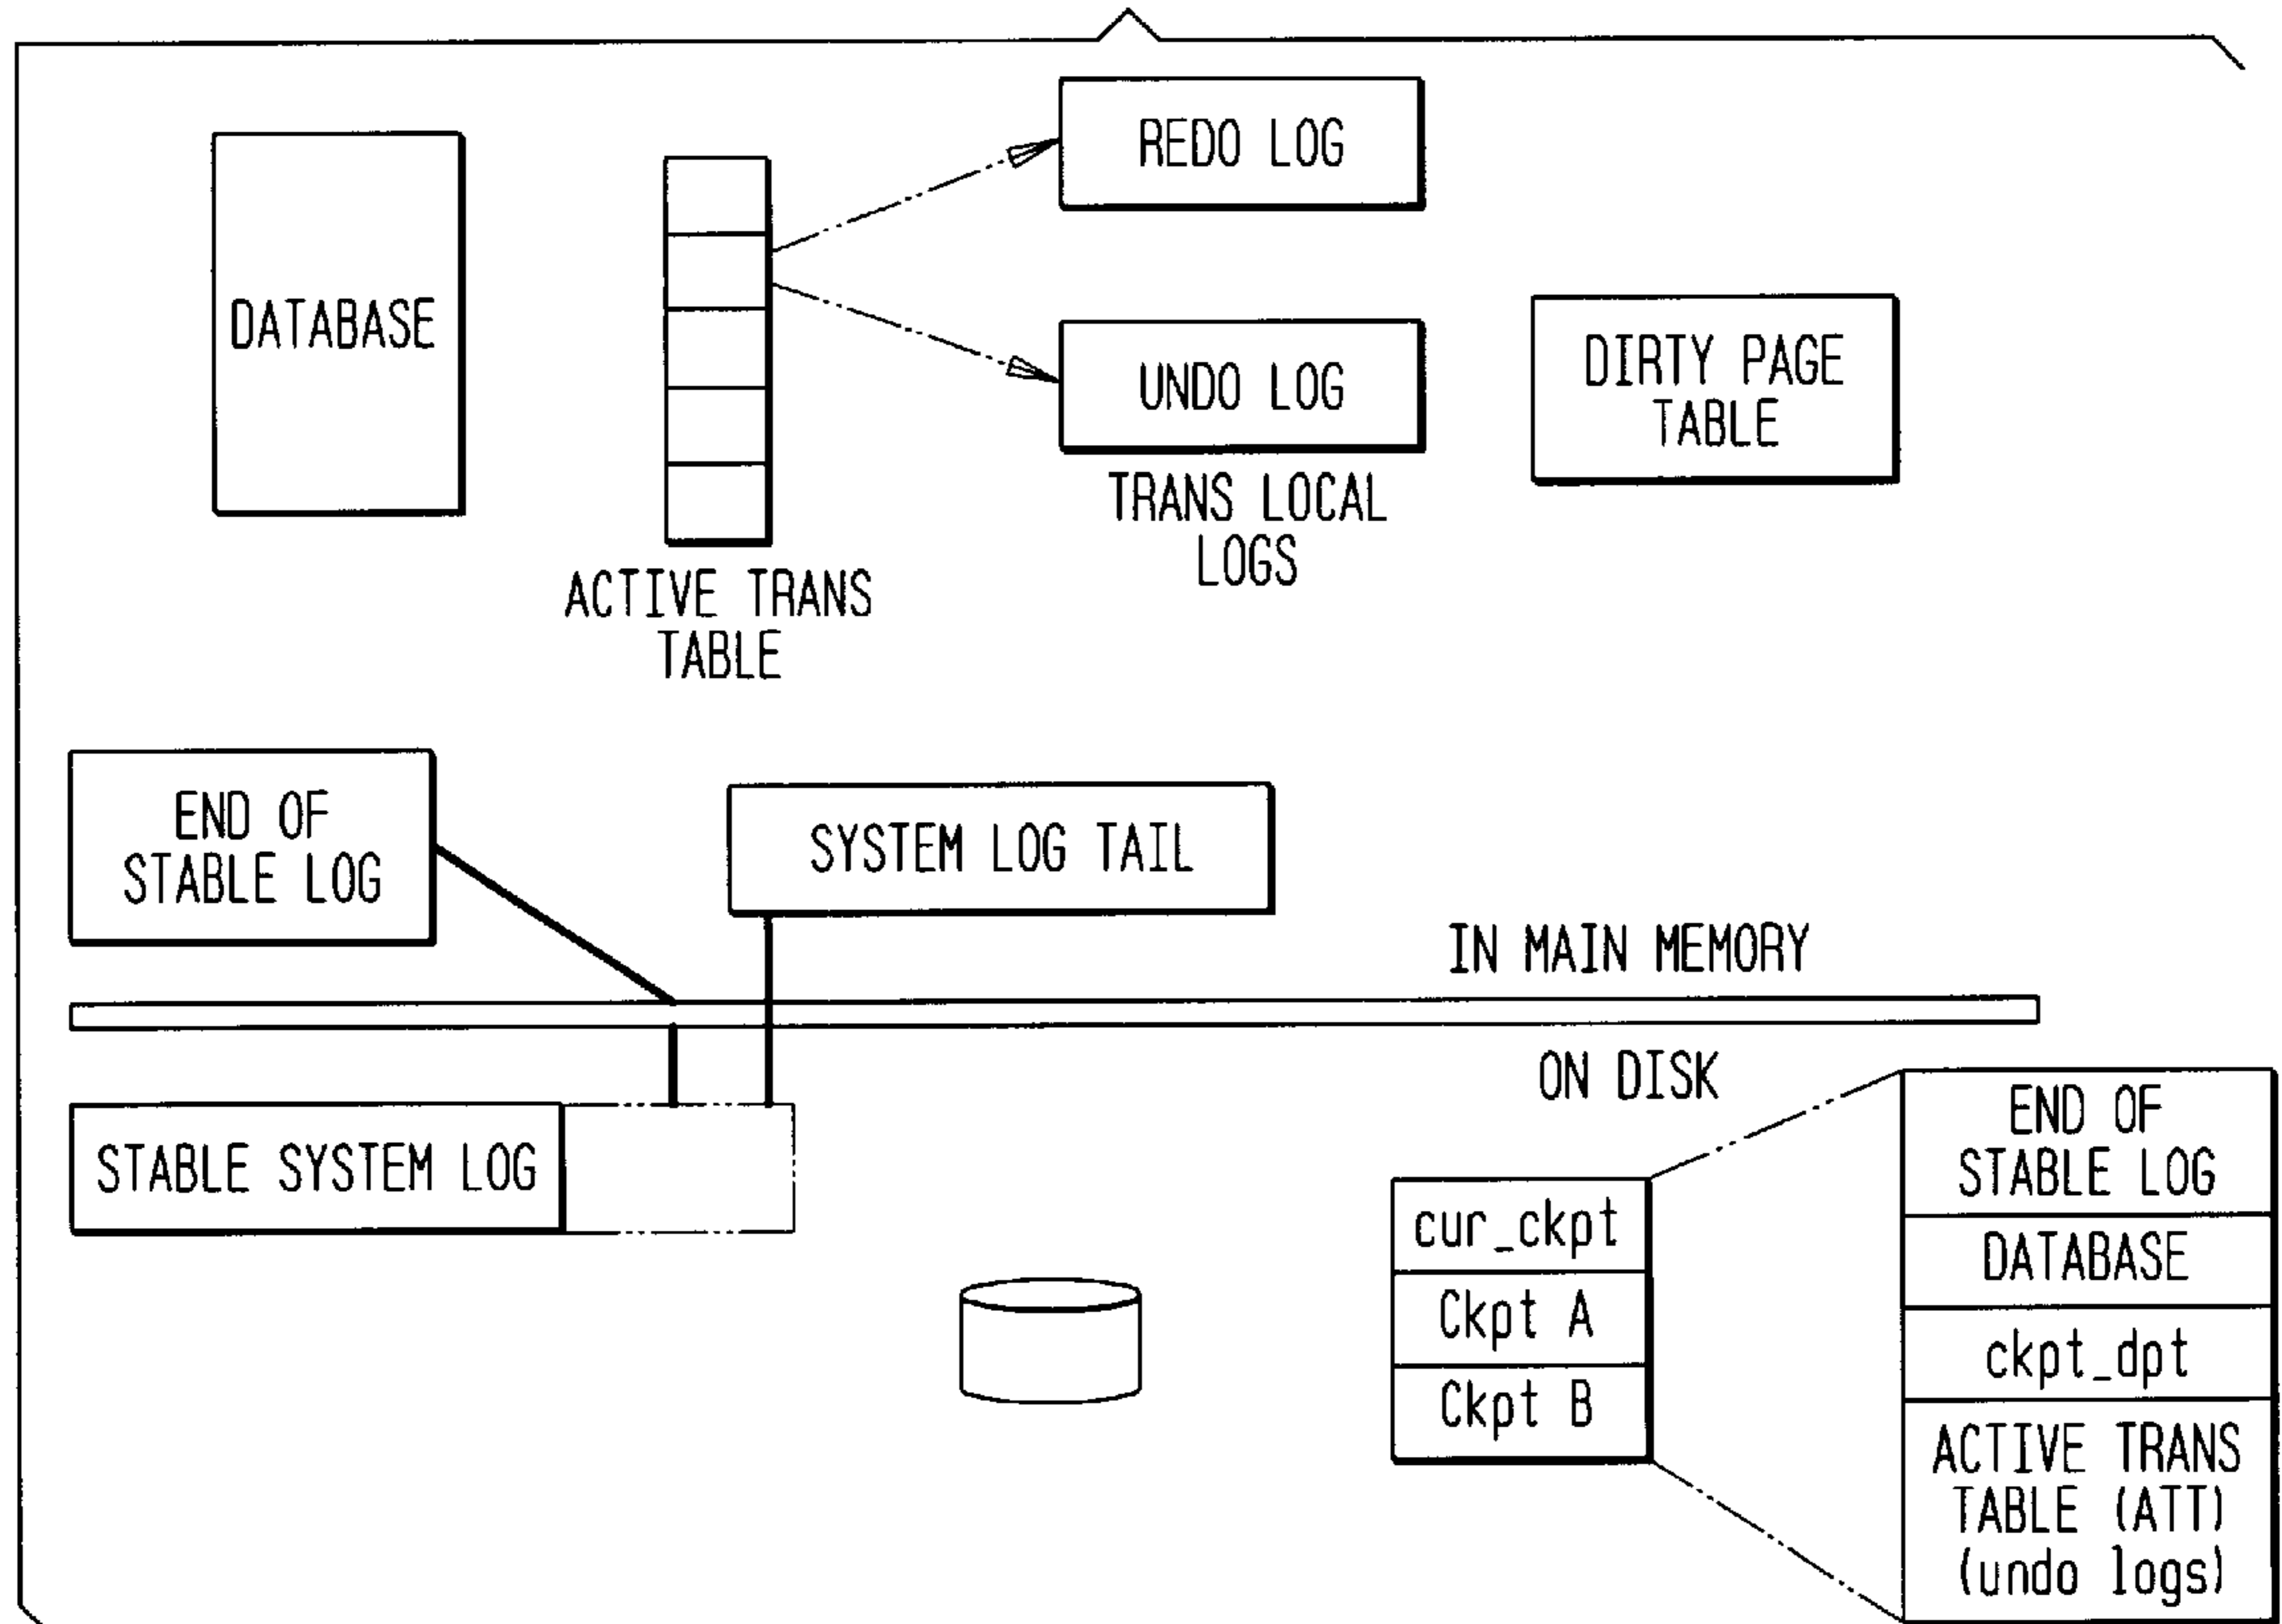 REDO LOG
DATABASE
UNDO LOG
DIRTY PAGE
TABLE
TRANS LOCAL
LOGS
ACTIVE TRANS
TABLE
END OF
STABLE LOG
SYSTEM LOG TAIL
IN MAIN MEMORY
ON DISK
STABLE SYSTEM LOG
cur_ckpt
Ckpt A
Ckpt B
END OF
STABLE LOG
DATABASE
ckpt_dpt
ACTIVE TRANS
TABLE (ATT)
(undo logs)